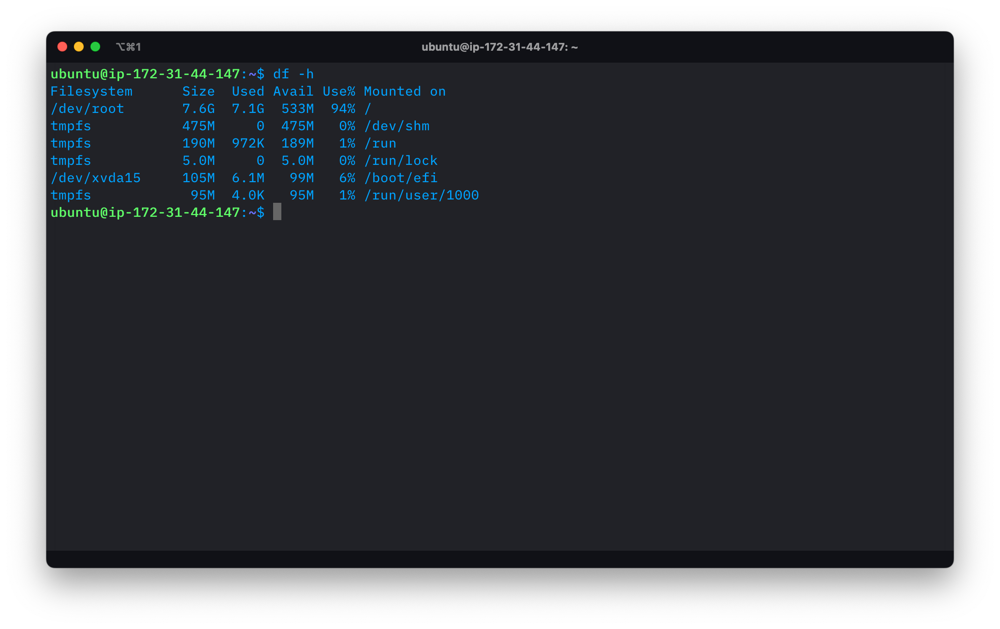 ⌥⌘1
ubuntu@ip-172-31-44-147: ~
ubuntu@ip-172-31-44-147:~$ df -h
Filesystem      Size  Used Avail Use% Mounted on
/dev/root       7.6G  7.1G  533M  94% /
tmpfs           475M     0  475M   0% /dev/shm
tmpfs           190M  972K  189M   1% /run
tmpfs           5.0M     0  5.0M   0% /run/lock
/dev/xvda15     105M  6.1M   99M   6% /boot/efi
tmpfs            95M  4.0K   95M   1% /run/user/1000
ubuntu@ip-172-31-44-147:~$